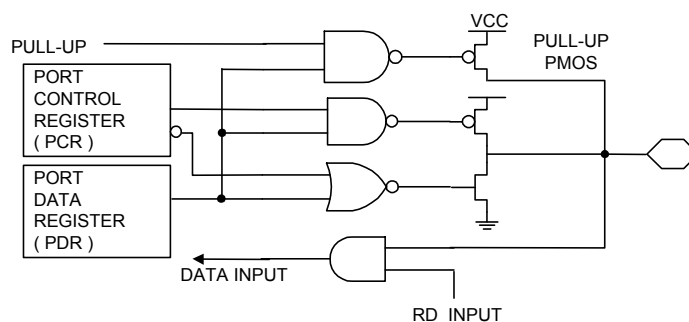 VCC
PULL-UP
PULL-UP
PMOS
PORT
CONTROL
REGISTER
( PCR )
PORT
DATA
REGISTER
( PDR )
DATA INPUT
RD INPUT